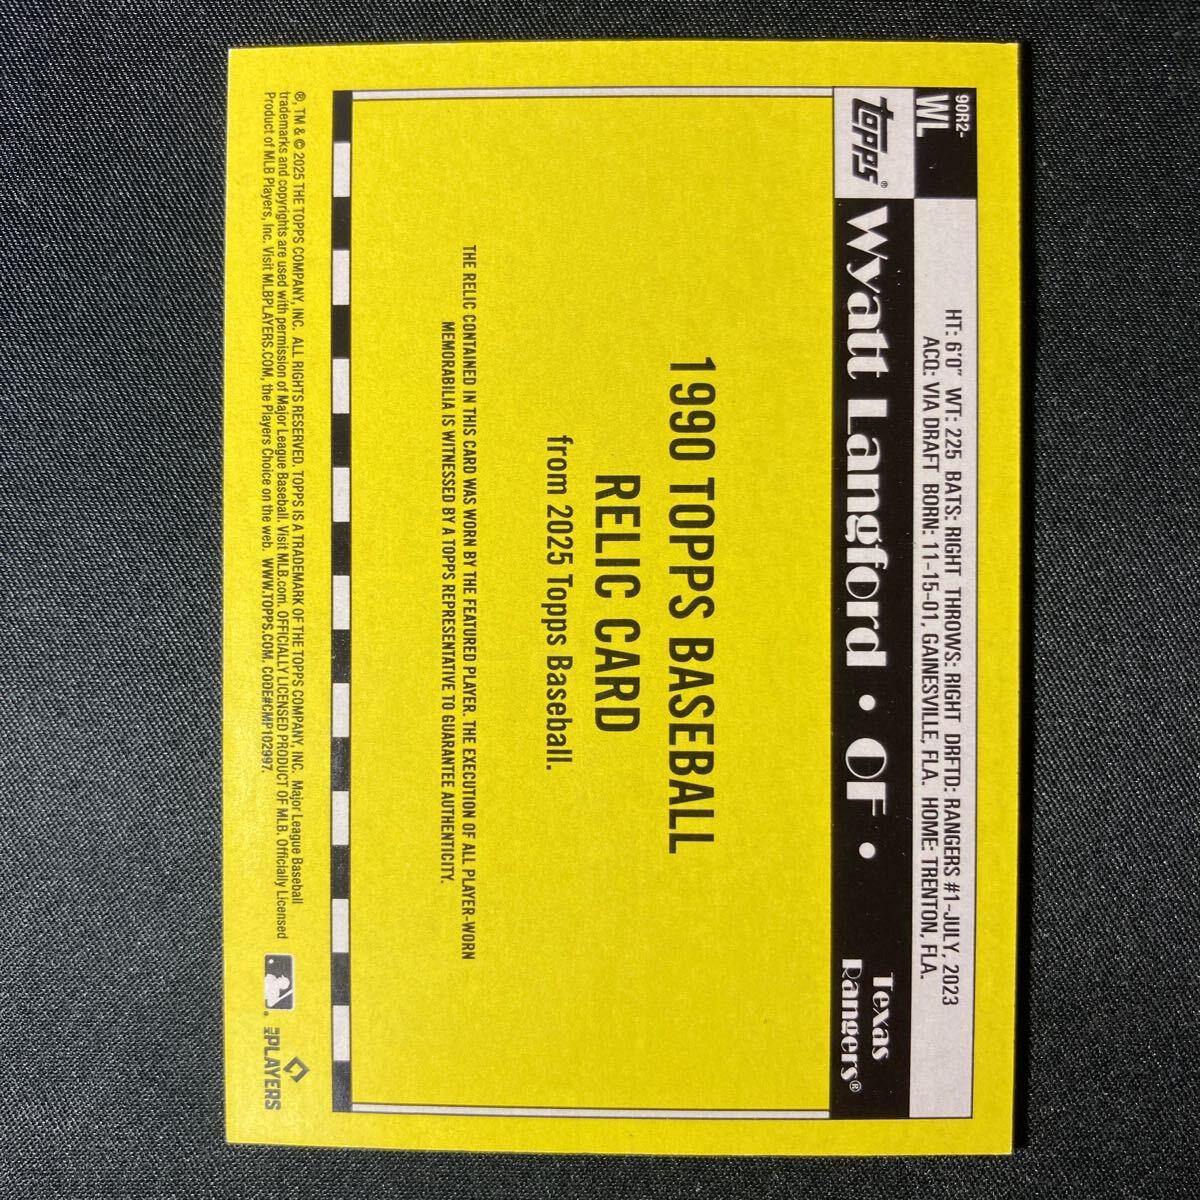 90R2-
WL
HT: 6'0" WT: 225 BATS: RIGHT THROWS: RIGHT DRFTD: RANGERS #1-JULY, 2023
ACQ: VIA DRAFT BORN: 11-15-01, GAINESVILLE, FLA. HOME: TRENTON, FLA.
topps®
Wyatt Langford • OF •
Texas
Rangers®
1990 TOPPS BASEBALL
RELIC CARD
from 2025 Topps Baseball.
THE RELIC CONTAINED IN THIS CARD WAS WORN BY THE FEATURED PLAYER. THE EXECUTION OF ALL PLAYER-WORN
MEMORABILIA IS WITNESSED BY A TOPPS REPRESENTATIVE TO GUARANTEE AUTHENTICITY.
®, TM & © 2025 THE TOPPS COMPANY, INC. ALL RIGHTS RESERVED. TOPPS IS A TRADEMARK OF THE TOPPS COMPANY, INC. Major League Baseball
trademarks and copyrights are used with permission of Major League Baseball. Visit MLB.com. OFFICIALLY LICENSED PRODUCT OF MLB. Officially Licensed
Product of MLB Players, Inc. Visit MLBPLAYERS.COM, the Players Choice on the web. WWW.TOPPS.COM. CODE#CMP102997.
MLB PLAYERS